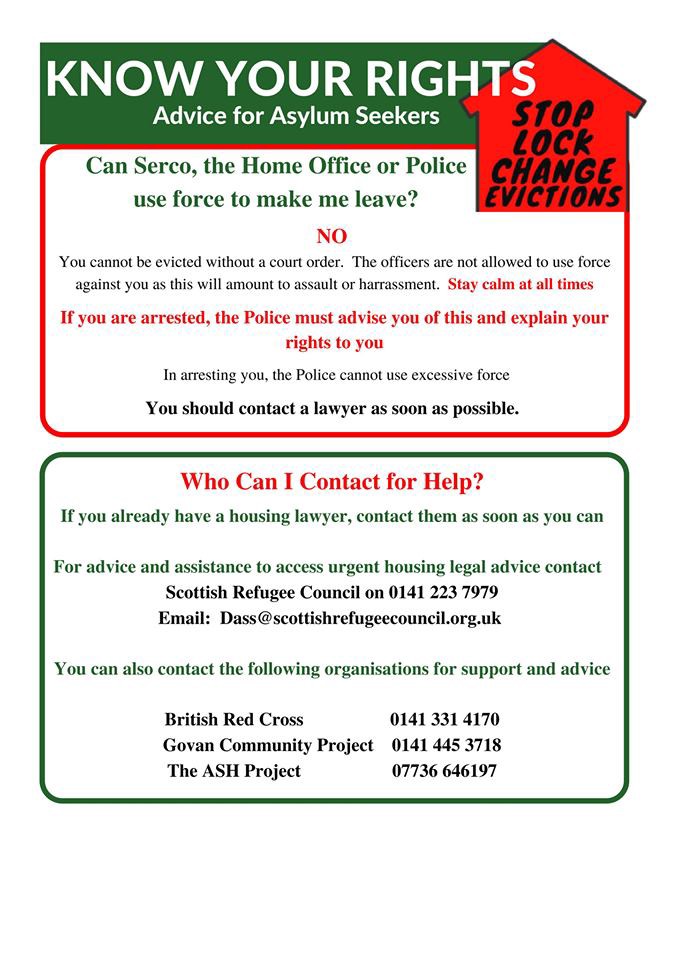 KNOW YOUR RIGHTS
Advice for Asylum Seekers
STOP
LOCK
CHANGE
EVICTIONS
Can Serco, the Home Office or Police
use force to make me leave?
NO
You cannot be evicted without a court order.  The officers are not allowed to use force
against you as this will amount to assault or harrassment.  Stay calm at all times
If you are arrested, the Police must advise you of this and explain your
rights to you
In arresting you, the Police cannot use excessive force
You should contact a lawyer as soon as possible.
Who Can I Contact for Help?
If you already have a housing lawyer, contact them as soon as you can
For advice and assistance to access urgent housing legal advice contact
Scottish Refugee Council on 0141 223 7979
Email:  Dass@scottishrefugeecouncil.org.uk
You can also contact the following organisations for support and advice
British Red Cross 0141 331 4170
Govan Community Project 0141 445 3718
The ASH Project 07736 646197